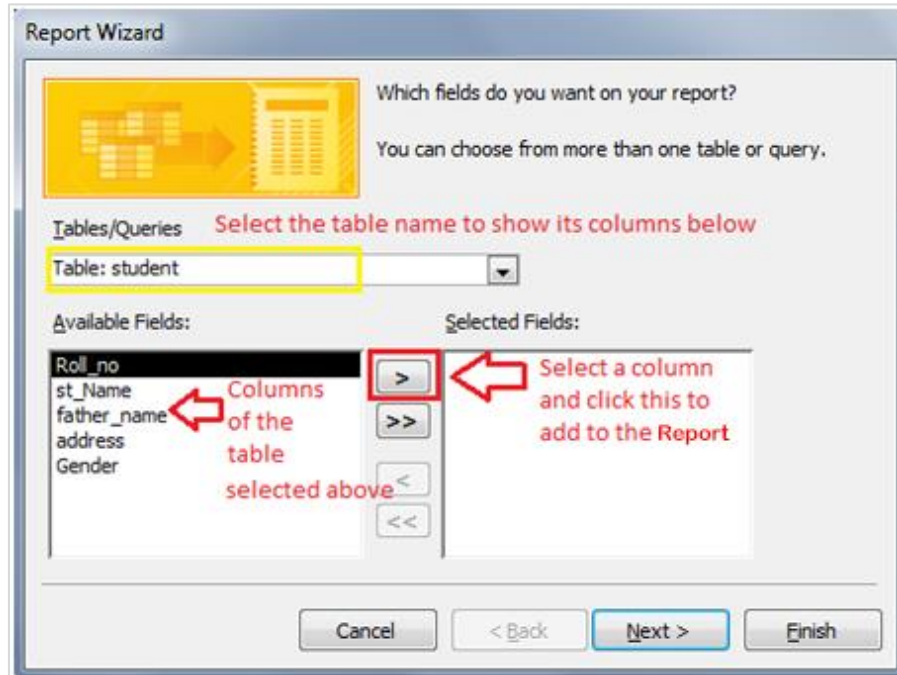 Report Wizard
Which fields do you want on your report?
You can choose from more than one table or query.
Tables/Queries
Select the table name to show its columns below
Table: student
Available Fields:
Selected Fields:
Roll_no
st_Name
father_name
address
Gender
Columns
of the
table
selected above
>
>>
<
<<
Select a column
and click this to
add to the Report
Cancel
< Back
Next >
Finish